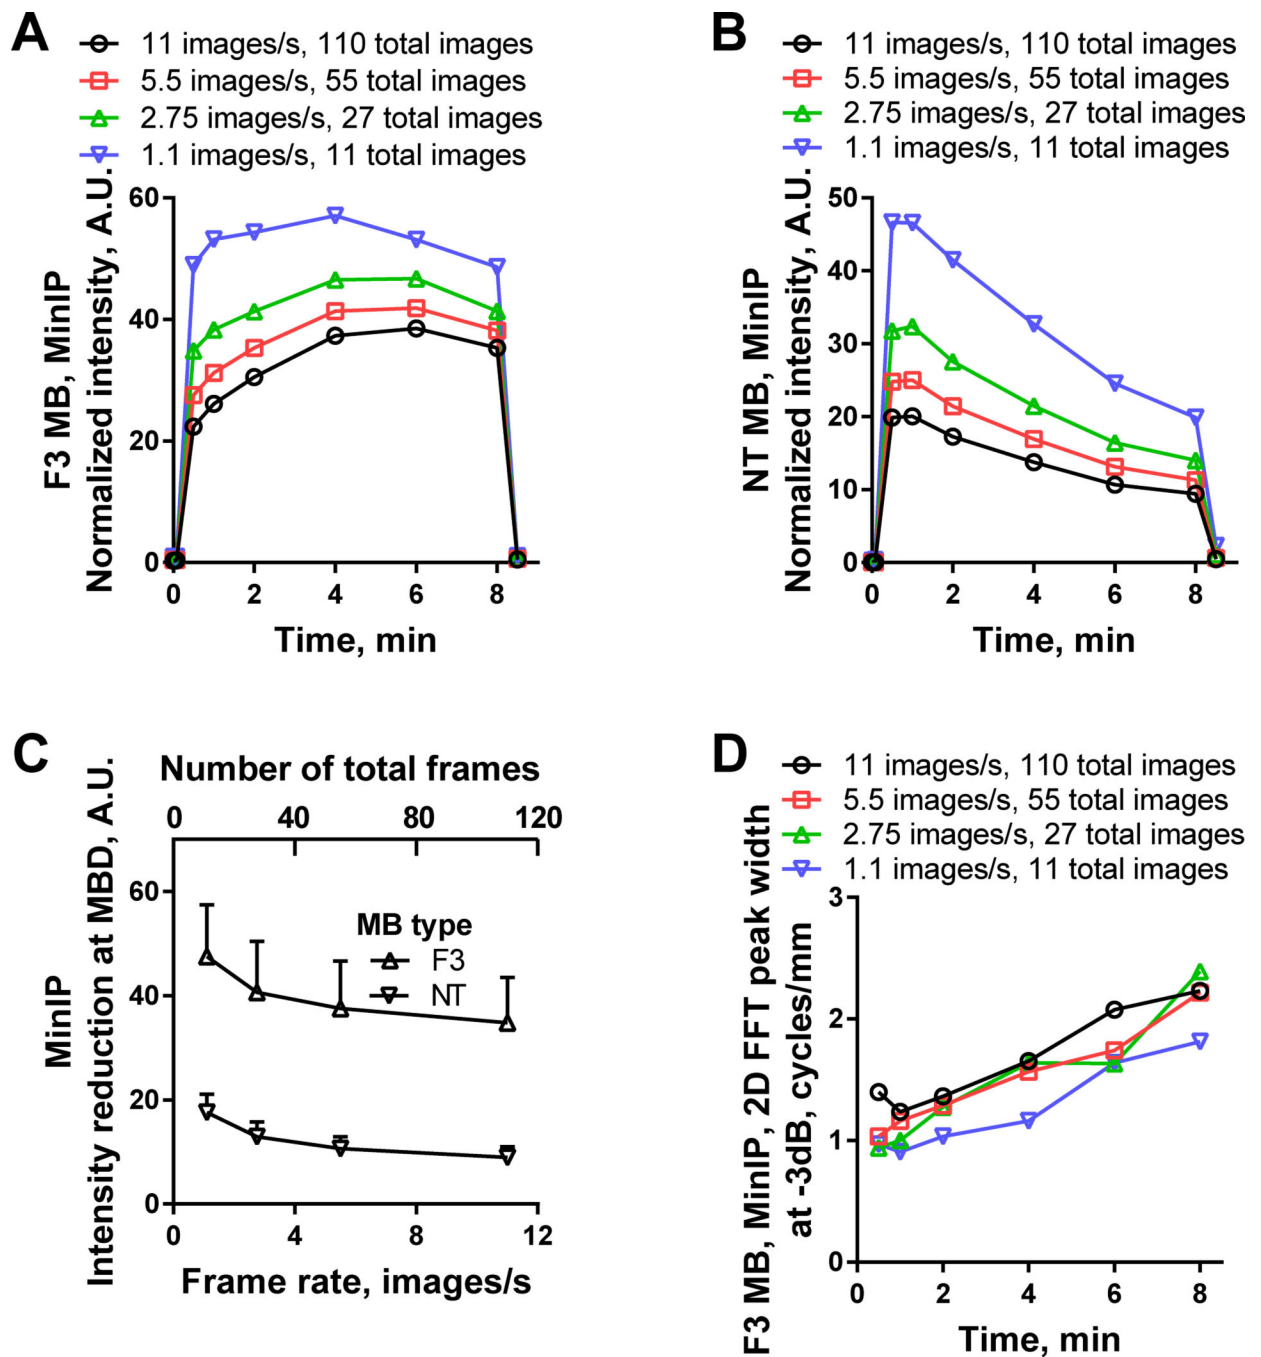 A
11 images/s, 110 total images
5.5 images/s, 55 total images
2.75 images/s, 27 total images
1.1 images/s, 11 total images
F3 MB, MinIP
Normalized intensity, A.U.
60
40
20
0
0 2 4 6 8
Time, min
B
11 images/s, 110 total images
5.5 images/s, 55 total images
2.75 images/s, 27 total images
1.1 images/s, 11 total images
NT MB, MinIP
Normalized intensity, A.U.
50
40
30
20
10
0
0 2 4 6 8
Time, min
C
Number of total frames
0 40 80 120
MinIP
Intensity reduction at MBD, A.U.
60
40
20
0
MB type
F3
NT
0 4 8 12
Frame rate, images/s
D
11 images/s, 110 total images
5.5 images/s, 55 total images
2.75 images/s, 27 total images
1.1 images/s, 11 total images
F3 MB, MinIP, 2D FFT peak width
at -3dB, cycles/mm
3
2
1
0
0 2 4 6 8
Time, min